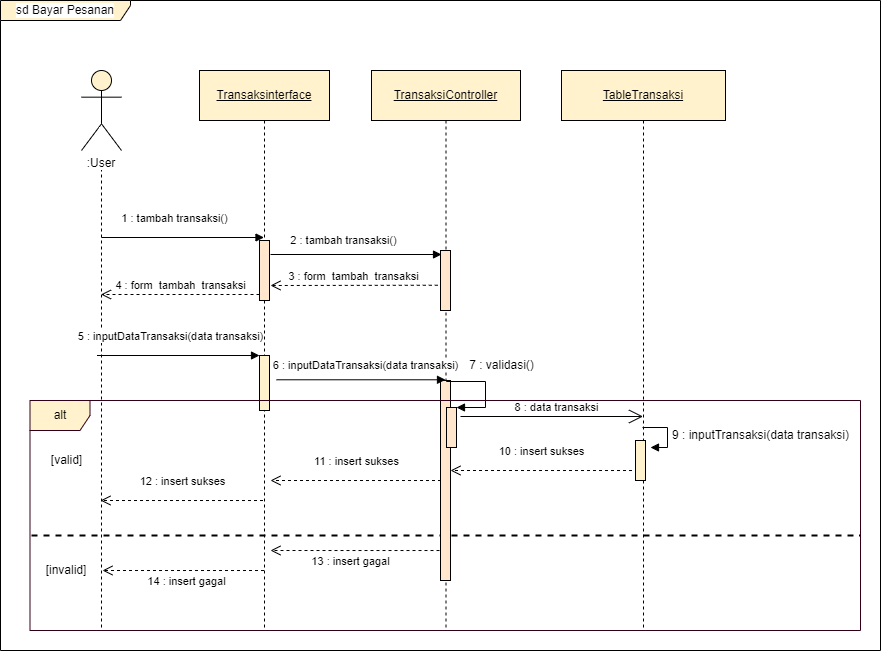 sd Bayar Pesanan
Transaksinterface
TransaksiController
TableTransaksi
:User
1 : tambah transaksi()
2 : tambah transaksi()
3 : form tambah transaksi
4 : form tambah transaksi
5 : inputDataTransaksi(data transaksi)
6 : inputDataTransaksi(data transaksi)
7 : validasi()
alt
8 : data transaksi
9 : inputTransaksi(data transaksi)
[valid]
10 : insert sukses
11 : insert sukses
12 : insert sukses
13 : insert gagal
[invalid]
14 : insert gagal